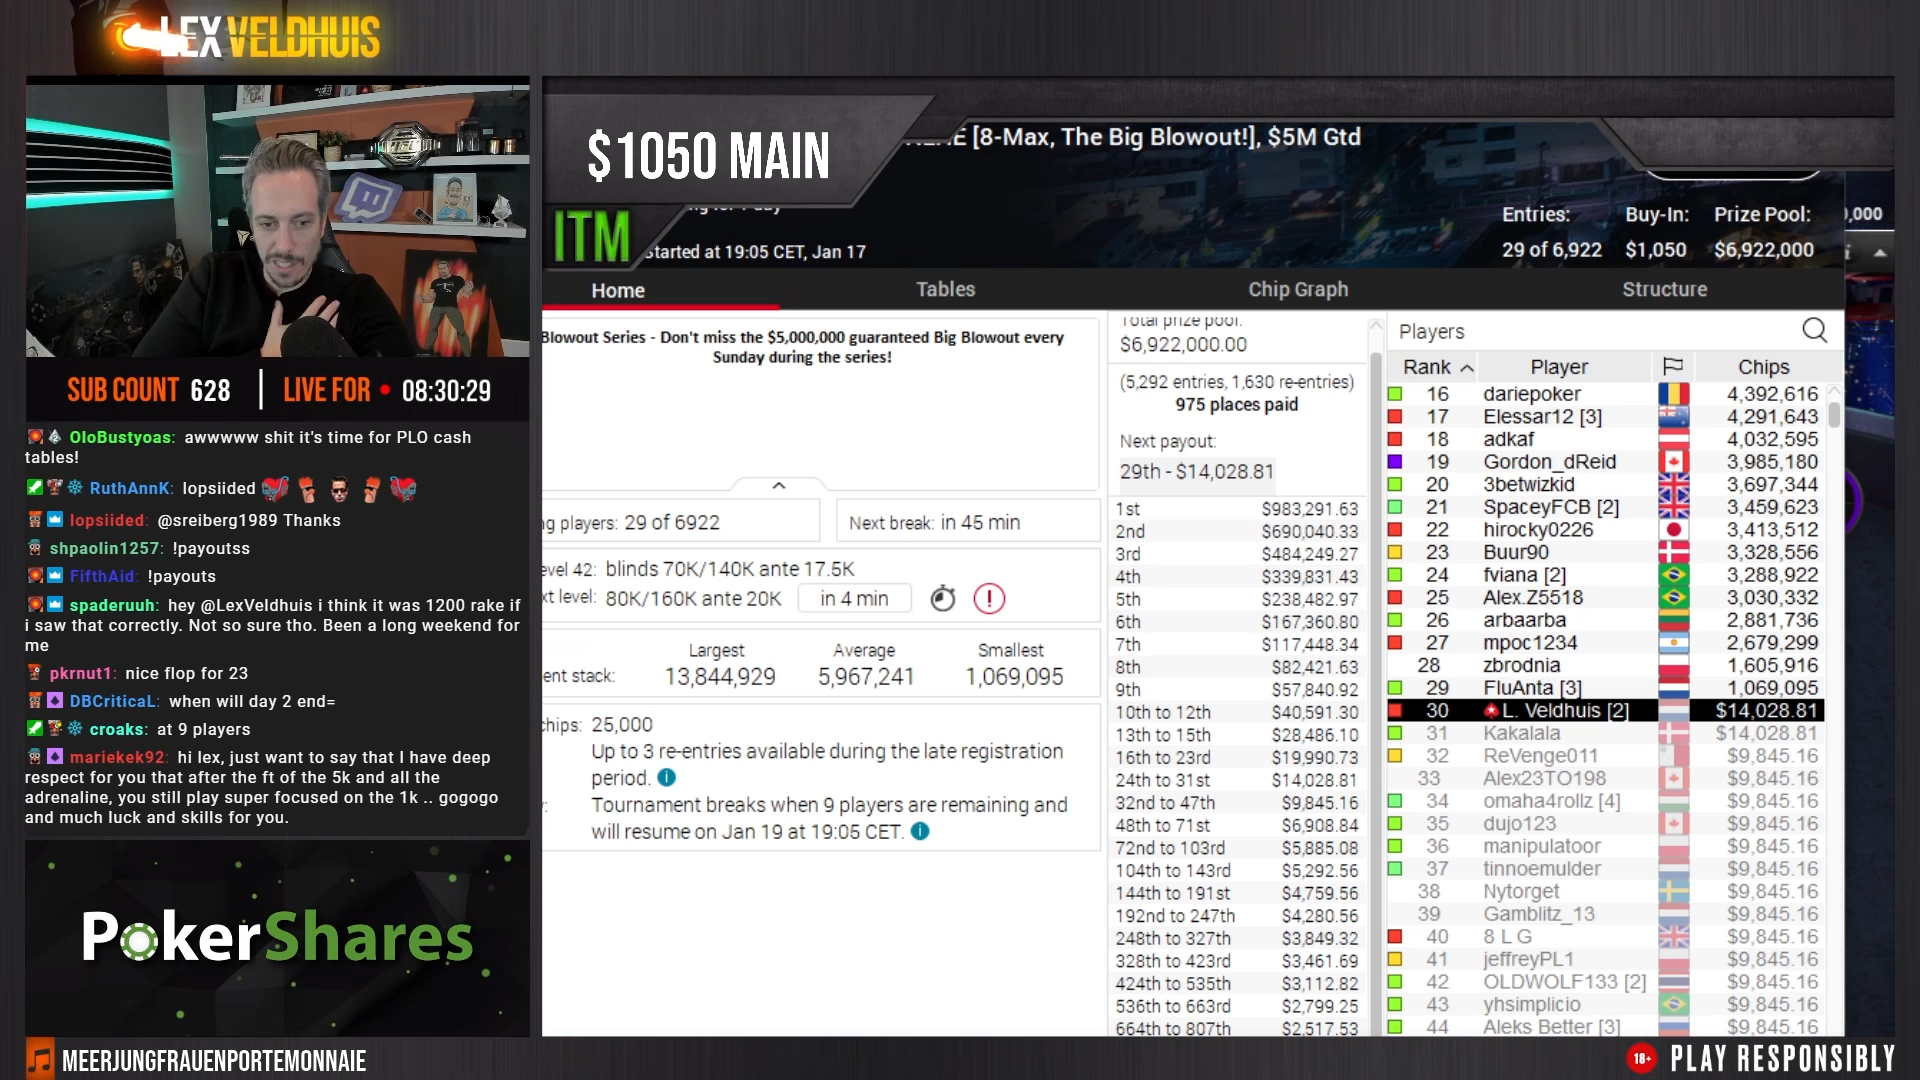 LEXVELDHUIS
SUB COUNT 628 | LIVE FOR • 08:30:29
OloBustyoas: awwwww shit it's time for PLO cash
tables!
RuthAnnK: lopsiided
lopsiided: @sreiberg1989 Thanks
shpaolin1257: !payoutss
FifthAid: !payouts
spaderuuh: hey @LexVeldhuis i think it was 1200 rake if
i saw that correctly. Not so sure tho. Been a long weekend for
me
pkrnut1: nice flop for 23
DBCriticaL: when will day 2 end=
croaks: at 9 players
mariekek92: hi lex, just want to say that I have deep
respect for you that after the ft of the 5k and all the
adrenaline, you still play super focused on the 1k .. gogogo
and much luck and skills for you.
PokerShares
MEERJUNGFRAUENPORTEMONNAIE
$1050 MAIN
ITM
[8-Max, The Big Blowout!], $5M Gtd
Started at 19:05 CET, Jan 17
Entries: Buy-In: Prize Pool:
29 of 6,922 $1,050 $6,922,000
Home Tables Chip Graph Structure
Blowout Series - Don't miss the $5,000,000 guaranteed Big Blowout every
Sunday during the series!
players: 29 of 6922
Next break: in 45 min
42: blinds 70K/140K ante 17.5K
level: 80K/160K ante 20K in 4 min
Largest Average Smallest
stack: 13,844,929 5,967,241 1,069,095
chips: 25,000
Up to 3 re-entries available during the late registration
period.
Tournament breaks when 9 players are remaining and
will resume on Jan 19 at 19:05 CET.
Total prize pool:
$6,922,000.00
(5,292 entries, 1,630 re-entries)
975 places paid
Next payout:
29th - $14,028.81
1st $983,291.63
2nd $690,040.33
3rd $484,249.27
4th $339,831.43
5th $238,482.97
6th $167,360.80
7th $117,448.34
8th $82,421.63
9th $57,840.92
10th to 12th $40,591.30
13th to 15th $28,486.10
16th to 23rd $19,990.73
24th to 31st $14,028.81
32nd to 47th $9,845.16
48th to 71st $6,908.84
72nd to 103rd $5,885.08
104th to 143rd $5,292.56
144th to 191st $4,759.56
192nd to 247th $4,280.56
248th to 327th $3,849.32
328th to 423rd $3,461.69
424th to 535th $3,112.82
536th to 663rd $2,799.25
664th to 807th $2,517.53
Players
Rank Player Chips
16 dariepoker 4,392,616
17 Elessar12 [3] 4,291,643
18 adkaf 4,032,595
19 Gordon_dReid 3,985,180
20 3betwizkid 3,697,344
21 SpaceyFCB [2] 3,459,623
22 hirocky0226 3,413,512
23 Buur90 3,328,556
24 fviana [2] 3,288,922
25 Alex.Z5518 3,030,332
26 arbaarba 2,881,736
27 mpoc1234 2,679,299
28 zbrodnia 1,605,916
29 FluAnta [3] 1,069,095
30 L. Veldhuis [2] $14,028.81
31 Kakalala $14,028.81
32 ReVenge011 $9,845.16
33 Alex23TO198 $9,845.16
34 omaha4rollz [4] $9,845.16
35 dujo123 $9,845.16
36 manipulatoor $9,845.16
37 tinnoemulder $9,845.16
38 Nytorget $9,845.16
39 Gamblitz_13 $9,845.16
40 8 L G $9,845.16
41 jeffreyPL1 $9,845.16
42 OLDWOLF133 [2] $9,845.16
43 yhsimplicio $9,845.16
44 Aleks Better [3] $9,845.16
18+ PLAY RESPONSIBLY